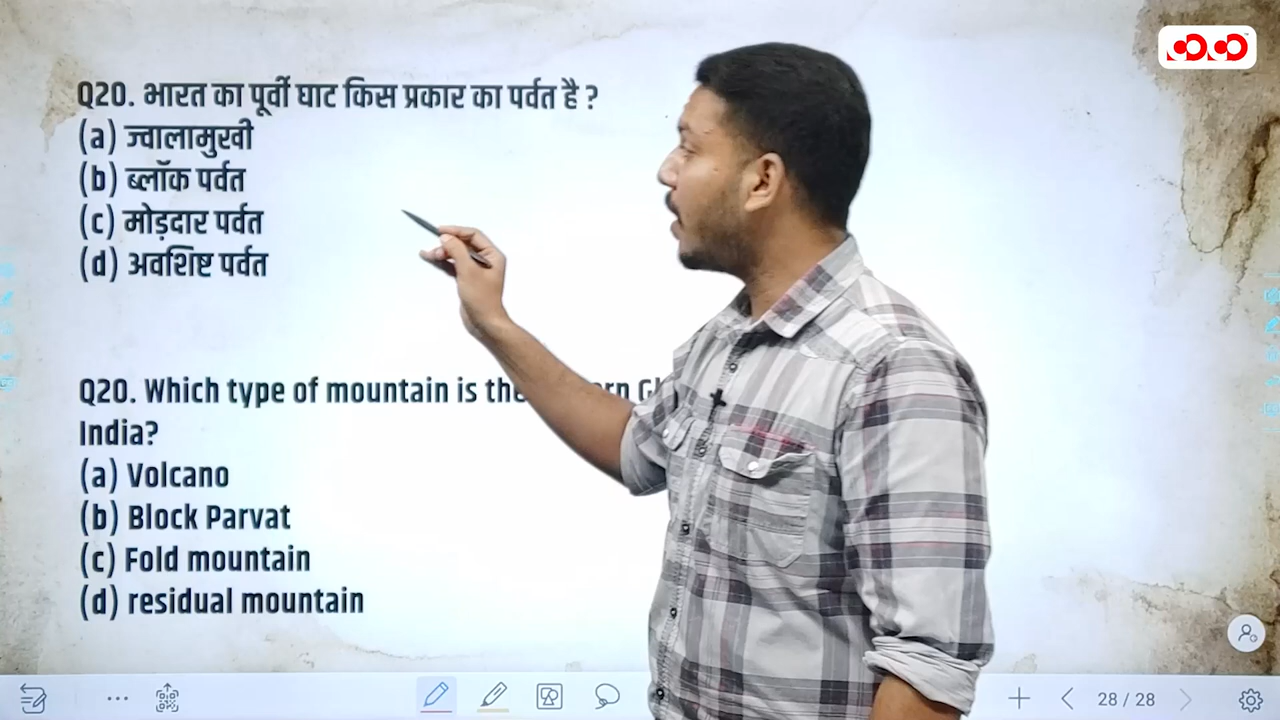 Q20. भारत का पूर्वी घाट किस प्रकार का पर्वत है ?
(a) ज्वालामुखी
(b) ब्लॉक पर्वत
(c) मोड़दार पर्वत
(d) अवशिष्ट पर्वत
Q20. Which type of mountain is the
India?
(a) Volcano
(b) Block Parvat
(c) Fold mountain
(d) residual mountain
28 / 28